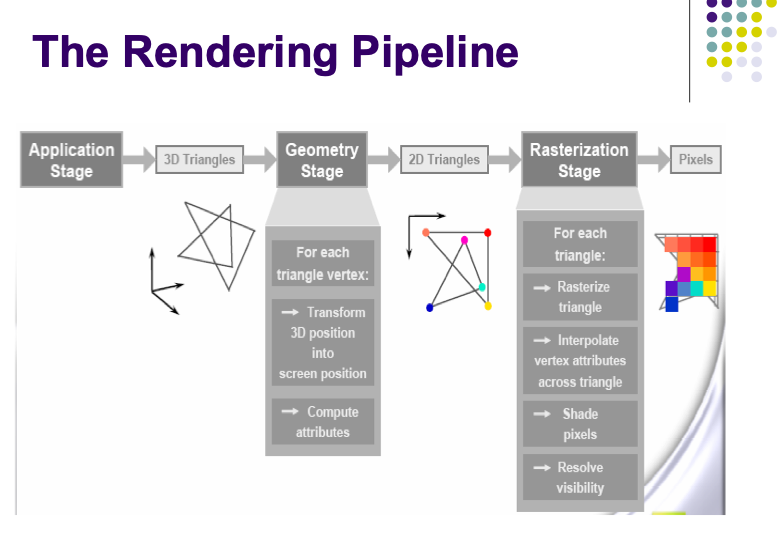 The Rendering Pipeline
Application
Stage
3D Triangles
Geometry
Stage
2D Triangles
Rasterization
Stage
Pixels
For each
triangle vertex:
→ Transform
3D position
into
screen position
→ Compute
attributes
For each
triangle:
→ Rasterize
triangle
→ Interpolate
vertex attributes
across triangle
→ Shade
pixels
→ Resolve
visibility